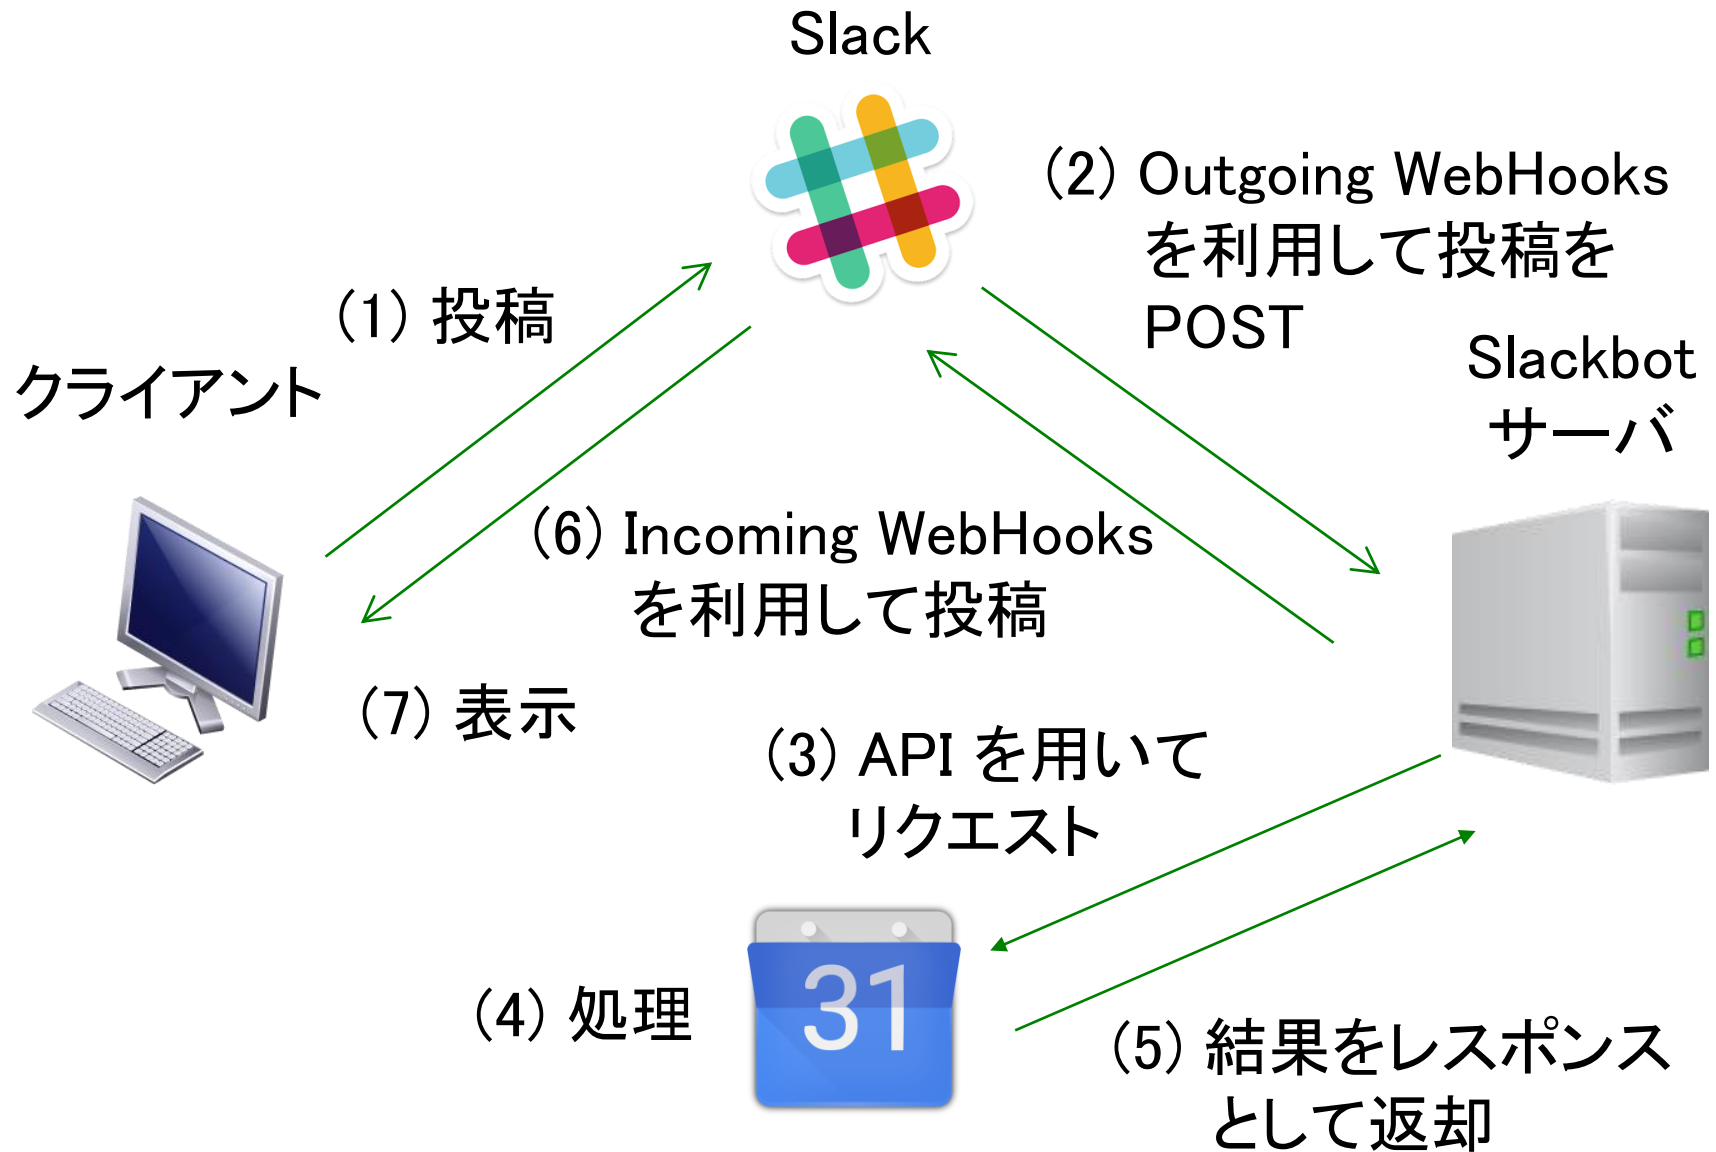 Slack
(2) Outgoing WebHooks
を利用して投稿を
POST
(1) 投稿
クライアント
Slackbot
サーバ
(6) Incoming WebHooks
を利用して投稿
(7) 表示
(3) API を用いて
リクエスト
31
(4) 処理
(5) 結果をレスポンス
として返却